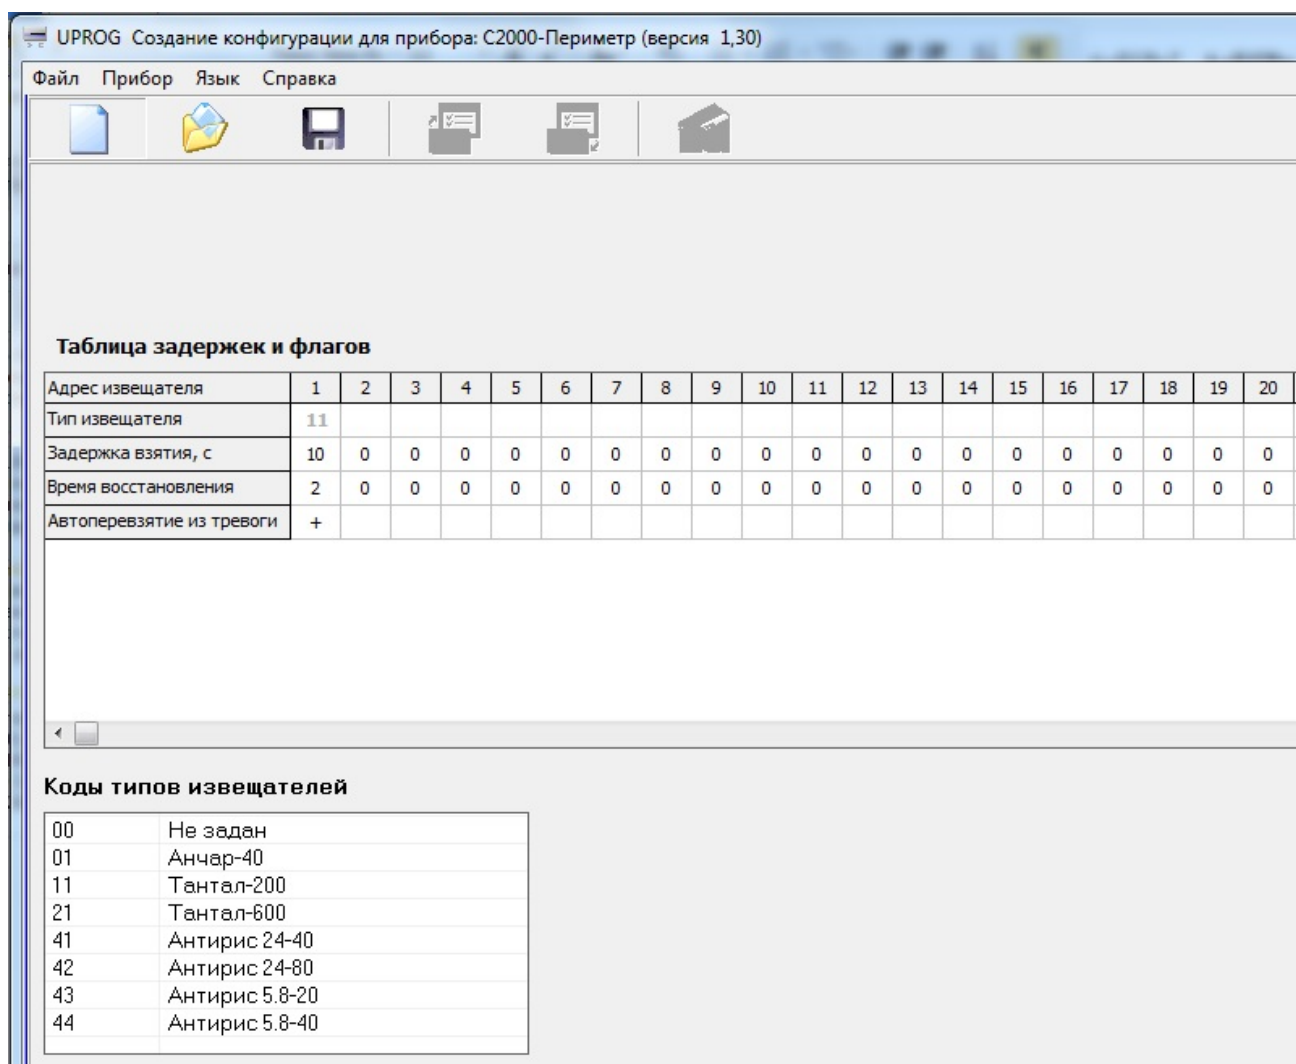 UPROG Создание конфигурации для прибора: С2000-Периметр (версия 1,30)
Файл Прибор Язык Справка
Таблица задержек и флагов
Адрес извещателя 1 2 3 4 5 6 7 8 9 10 11 12 13 14 15 16 17 18 19 20
Тип извещателя 11
Задержка взятия, с 10 0 0 0 0 0 0 0 0 0 0 0 0 0 0 0 0 0 0 0
Время восстановления 2 0 0 0 0 0 0 0 0 0 0 0 0 0 0 0 0 0 0 0
Автоперевзятие из тревоги +
Коды типов извещателей
00 Не задан
01 Анчар-40
11 Тантал-200
21 Тантал-600
41 Антирис 24-40
42 Антирис 24-80
43 Антирис 5.8-20
44 Антирис 5.8-40